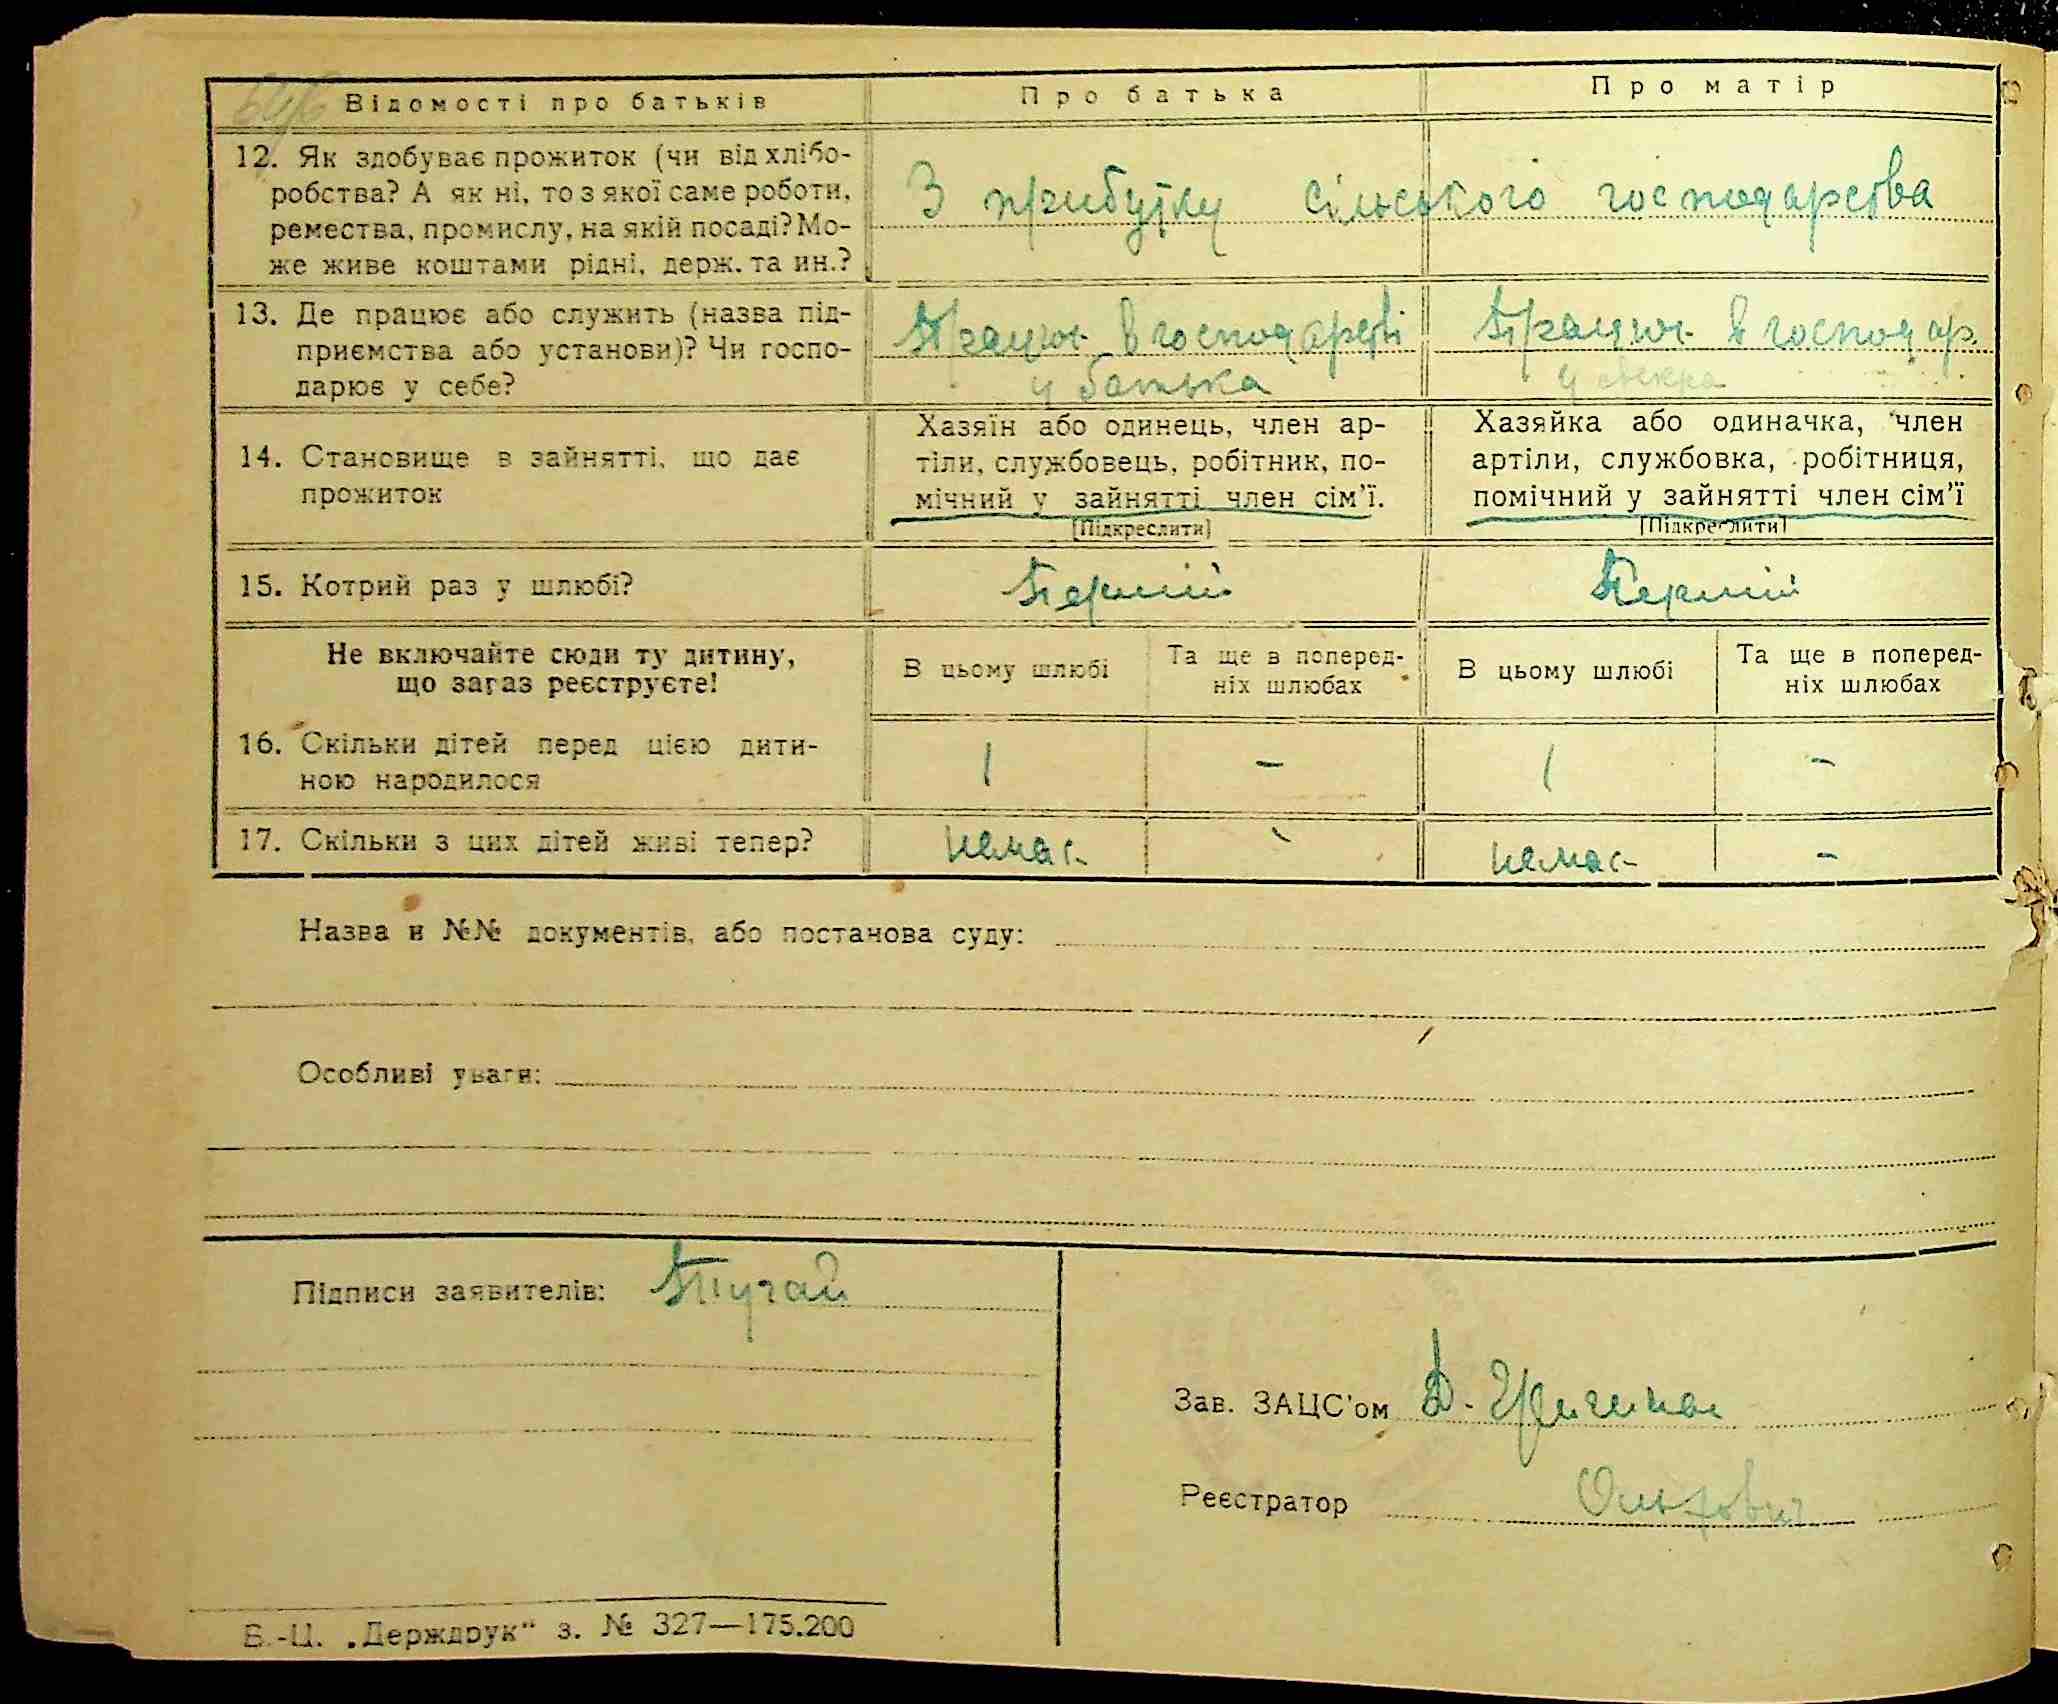 Відомості про батьків
Про батька
Про матір
12. Як здобуває прожиток (чи від хлібо-
робства? А як ні, то з якої саме роботи,
ремества, промислу, на якій посаді? Мо-
же живе коштами рідні, держ. та ин.?
З прибутку сільського господарства
13. Де працює або служить (назва під-
приємства або установи)? Чи госпо-
дарює у себе?
Працює в господарстві
у батька
Працює в господар.
у свекра
14. Становище в зайнятті, що дає
прожиток
Хазяїн або одинець, член ар-
тіли, службовець, робітник, по-
мічний у зайнятті член сім'ї.
[Підкреслити]
Хазяйка або одиначка, член
артіли, службовка, робітниця,
помічний у зайнятті член сім'ї
[Підкреслити]
15. Котрий раз у шлюбі?
Перший
Перший
Не включайте сюди ту дитину,
що зараз реєструєте!
В цьому шлюбі
Та ще в поперед-
ніх шлюбах
В цьому шлюбі
Та ще в поперед-
ніх шлюбах
16. Скільки дітей перед цією дити-
ною народилося
1
-
1
-
17. Скільки з цих дітей живі тепер?
немає
-
немає
-
Назва и №№ документів, або постанова суду:
Особливі уваги:
Підписи заявителів:
Зав. ЗАЦС'ом
Реєстратор
В.-Ц. „Держдрук" з. № 327—175.200